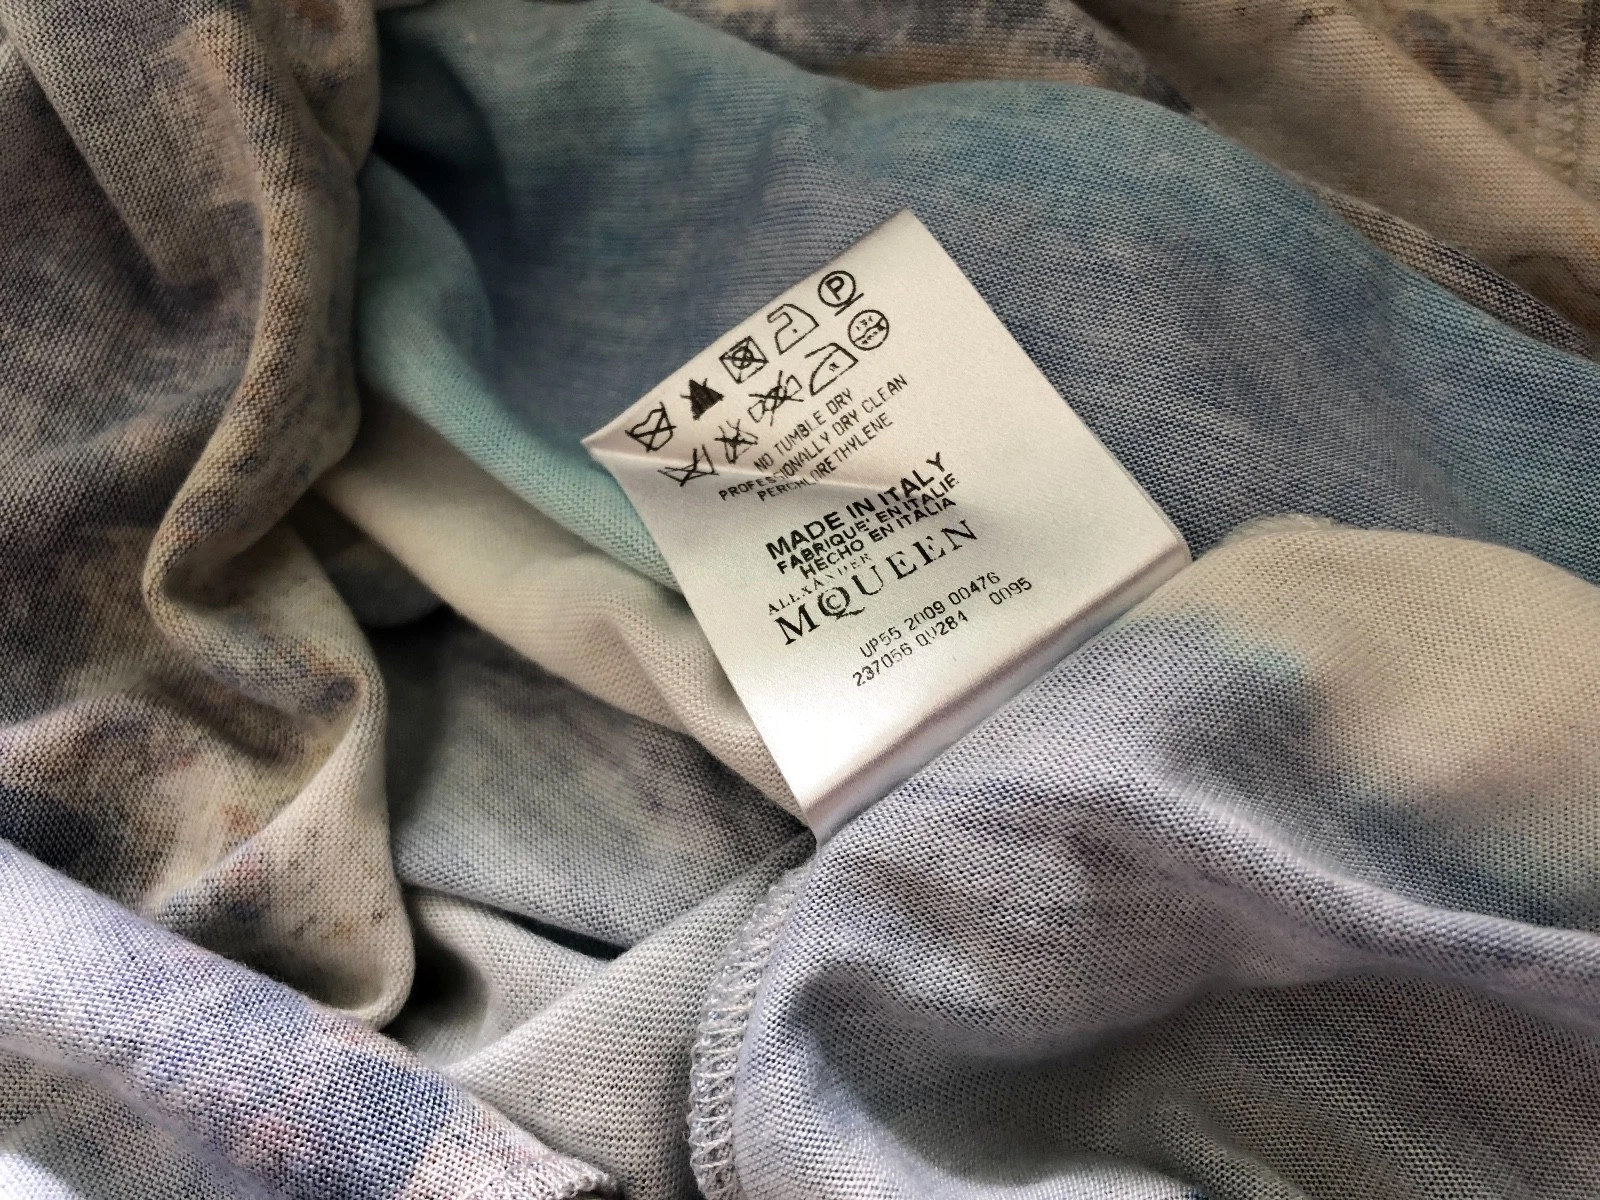 P
NO TUMBLE DRY
PROFESSIONALLY DRY CLEAN
PERCHLORETHYLENE
MADE IN ITALY
FABRIQUE' EN ITALIE
HECHO EN ITALIA
ALEXANDER
MCQUEEN
UP55 2009 00476
237056 QU284 0095